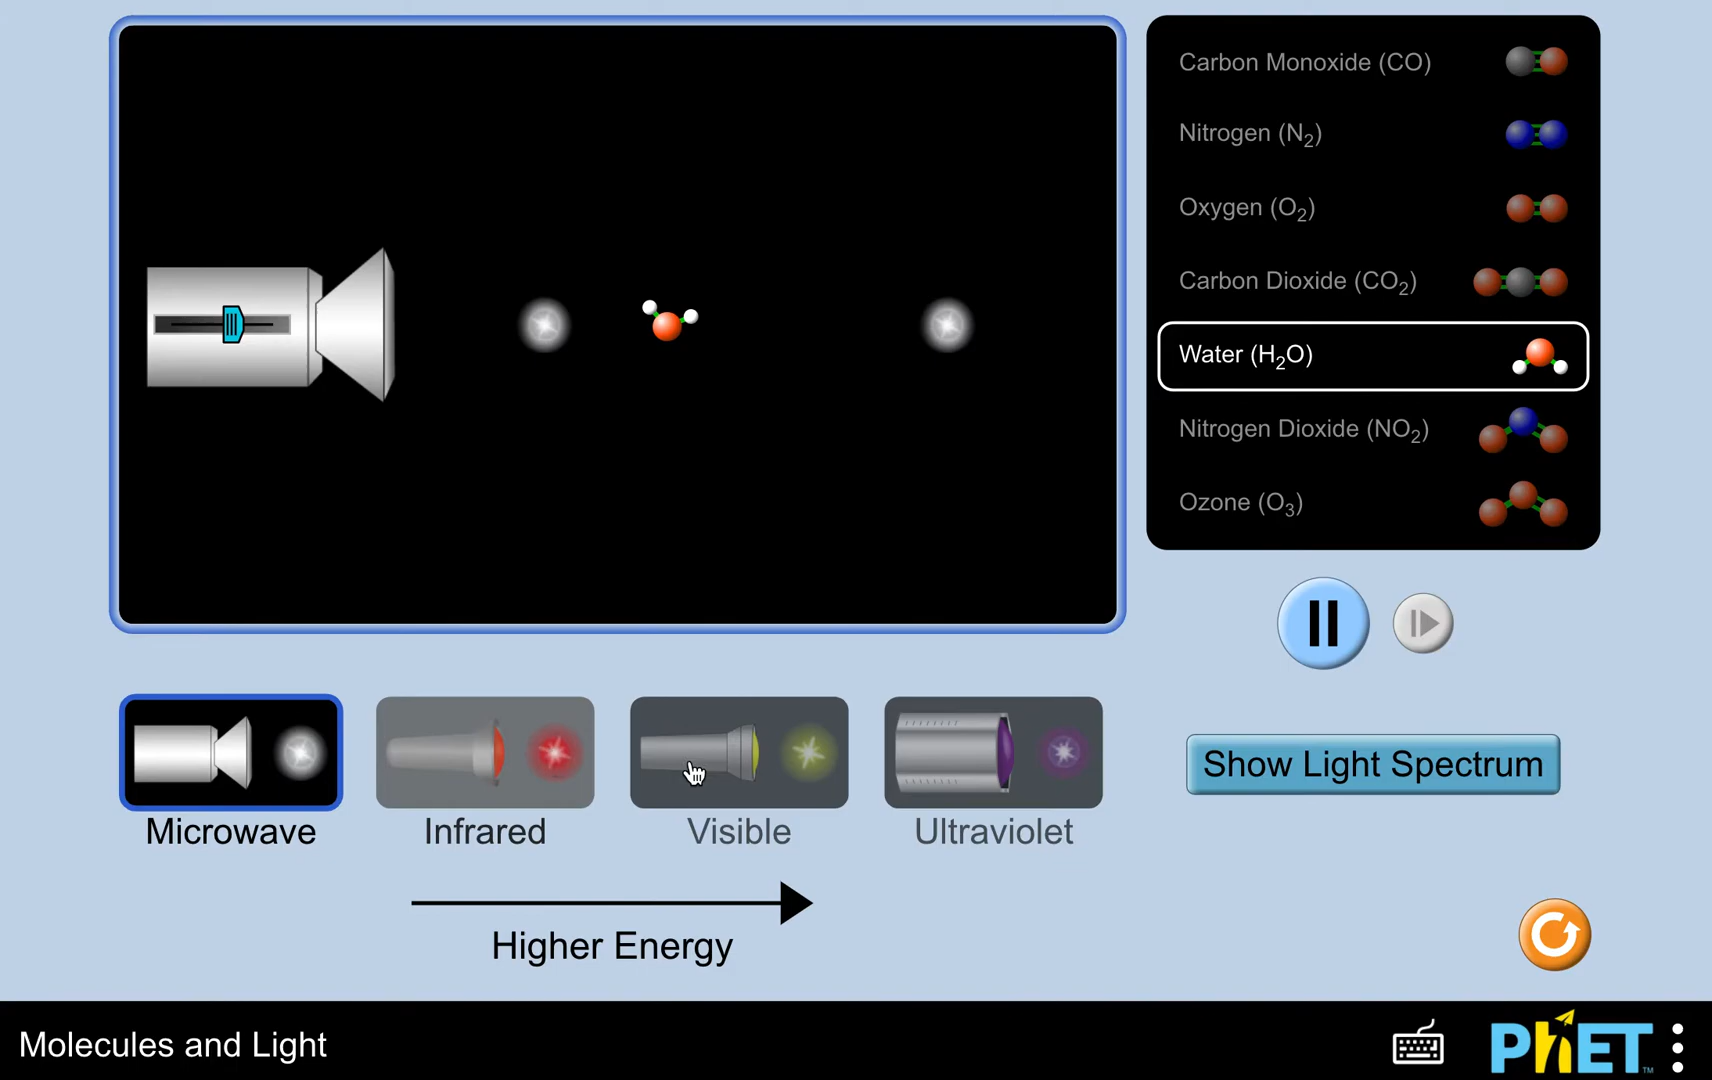 Carbon Monoxide (CO)
Nitrogen (N₂)
Oxygen (O₂)
Carbon Dioxide (CO₂)
Water (H₂O)
Nitrogen Dioxide (NO₂)
Ozone (O₃)
Show Light Spectrum
Microwave
Infrared
Visible
Ultraviolet
Higher Energy
Molecules and Light
PhET™